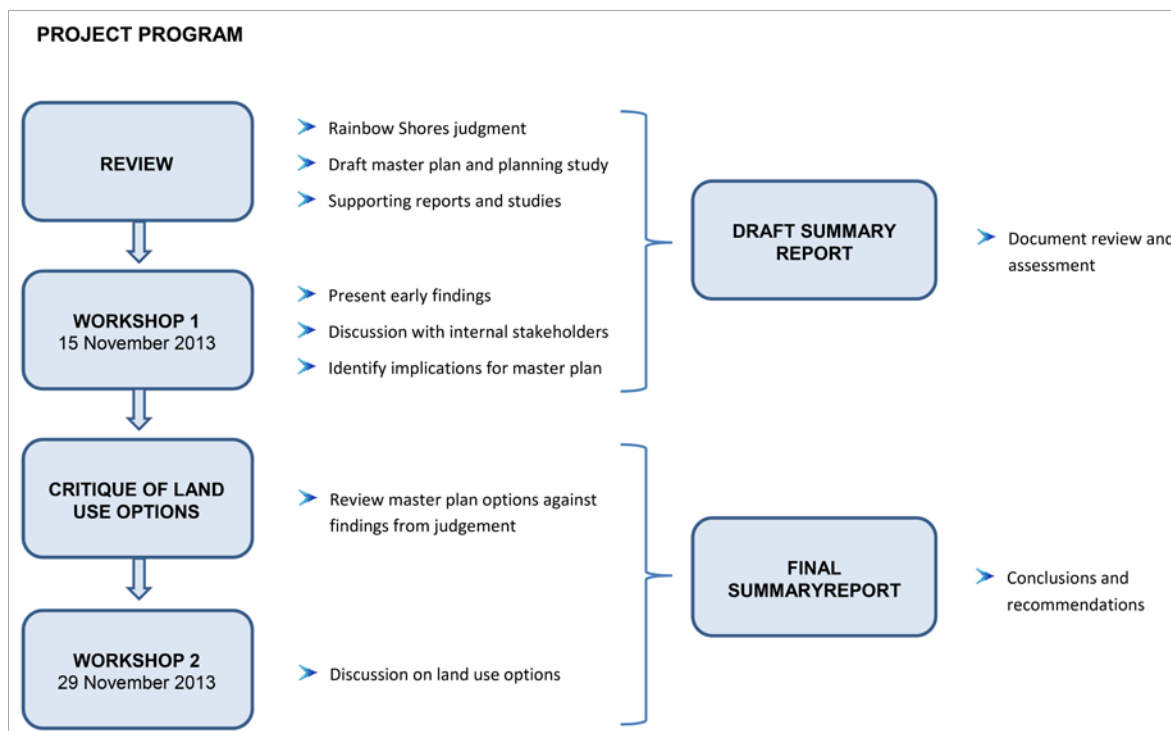 PROJECT PROGRAM
REVIEW
Rainbow Shores judgment
Draft master plan and planning study
Supporting reports and studies
WORKSHOP 1
15 November 2013
Present early findings
Discussion with internal stakeholders
Identify implications for master plan
DRAFT SUMMARY
REPORT
Document review and
assessment
CRITIQUE OF LAND
USE OPTIONS
Review master plan options against
findings from judgement
WORKSHOP 2
29 November 2013
Discussion on land use options
FINAL
SUMMARYREPORT
Conclusions and
recommendations